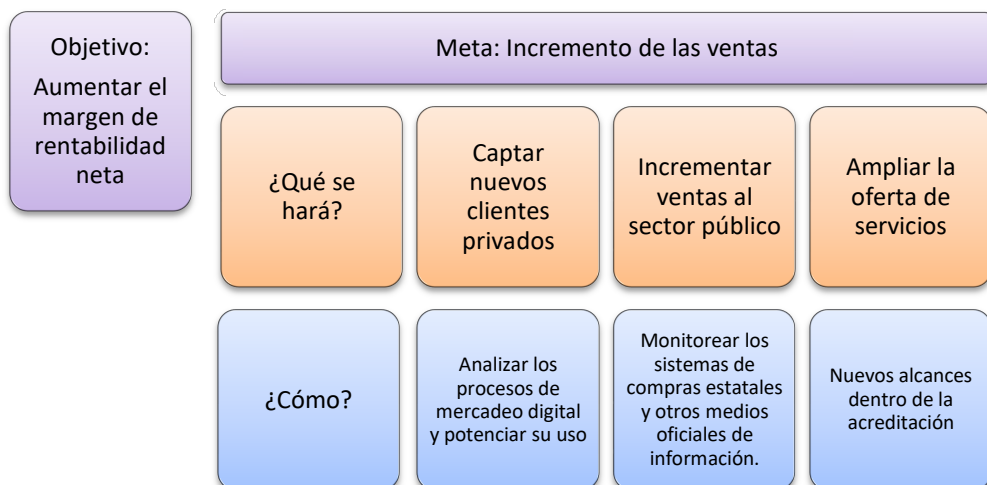 Objetivo:
Aumentar el
margen de
rentabilidad
neta
Meta: Incremento de las ventas
¿Qué se
hará?
Captar
nuevos
clientes
privados
Incrementar
ventas al
sector público
Ampliar la
oferta de
servicios
¿Cómo?
Analizar los
procesos de
mercadeo digital
y potenciar su uso
Monitorear los
sistemas de
compras estatales
y otros medios
oficiales de
información.
Nuevos alcances
dentro de la
acreditación